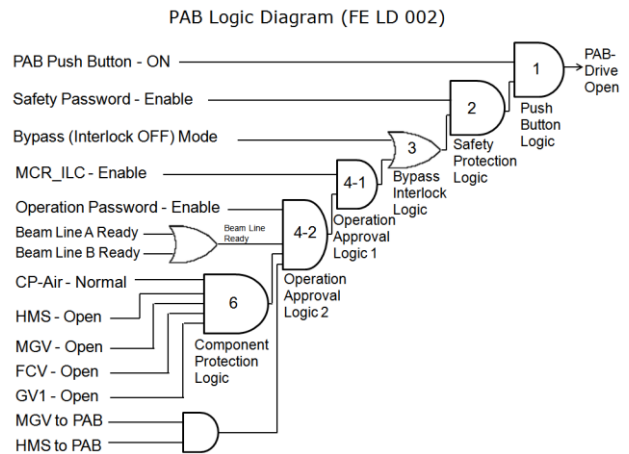 PAB Logic Diagram (FE LD 002)
PAB Push Button - ON
1
PAB-
Drive
Open
Push
Button
Logic
Safety Password - Enable
2
Safety
Protection
Logic
Bypass (Interlock OFF) Mode
3
Bypass
Interlock
Logic
MCR_ILC - Enable
4-1
Operation
Approval
Logic 1
Operation Password - Enable
Beam Line A Ready
Beam Line B Ready
Beam Line
Ready
4-2
Operation
Approval
Logic 2
CP-Air - Normal
HMS - Open
MGV - Open
FCV - Open
GV1 - Open
6
Component
Protection
Logic
MGV to PAB
HMS to PAB